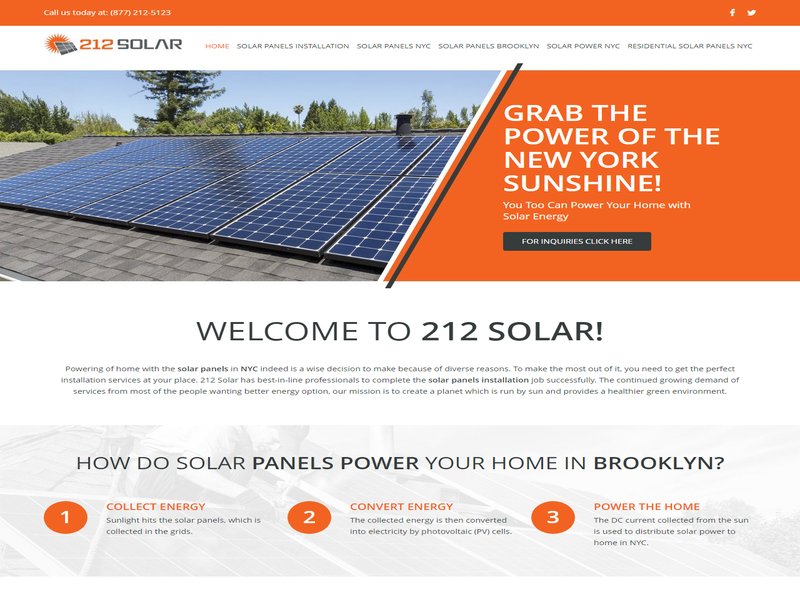 Call us today at: (877) 212-5123
212 SOLAR
HOME SOLAR PANELS INSTALLATION SOLAR PANELS NYC SOLAR PANELS BROOKLYN SOLAR POWER NYC RESIDENTIAL SOLAR PANELS NYC
GRAB THE
POWER OF THE
NEW YORK
SUNSHINE!
You Too Can Power Your Home with
Solar Energy
FOR INQUIRIES CLICK HERE
WELCOME TO 212 SOLAR!
Powering of home with the solar panels in NYC indeed is a wise decision to make because of diverse reasons. To make the most out of it, you need to get the perfect
installation services at your place. 212 Solar has best-in-line professionals to complete the solar panels installation job successfully. The continued growing demand of
services from most of the people wanting better energy option, our mission is to create a planet which is run by sun and provides a healthier green environment.
HOW DO SOLAR PANELS POWER YOUR HOME IN BROOKLYN?
1
COLLECT ENERGY
Sunlight hits the solar panels, which is
collected in the grids.
2
CONVERT ENERGY
The collected energy is then converted
into electricity by photovoltaic (PV) cells.
3
POWER THE HOME
The DC current collected from the sun
is used to distribute solar power to
home in NYC.